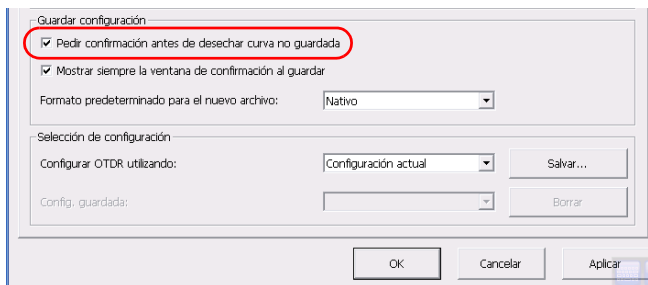 Guardar configuración
Pedir confirmación antes de desechar curva no guardada
Mostrar siempre la ventana de confirmación al guardar
Formato predeterminado para el nuevo archivo: Nativo
Selección de configuración
Configurar OTDR utilizando: Configuración actual Salvar...
Config. guardada: Borrar
OK Cancelar Aplicar